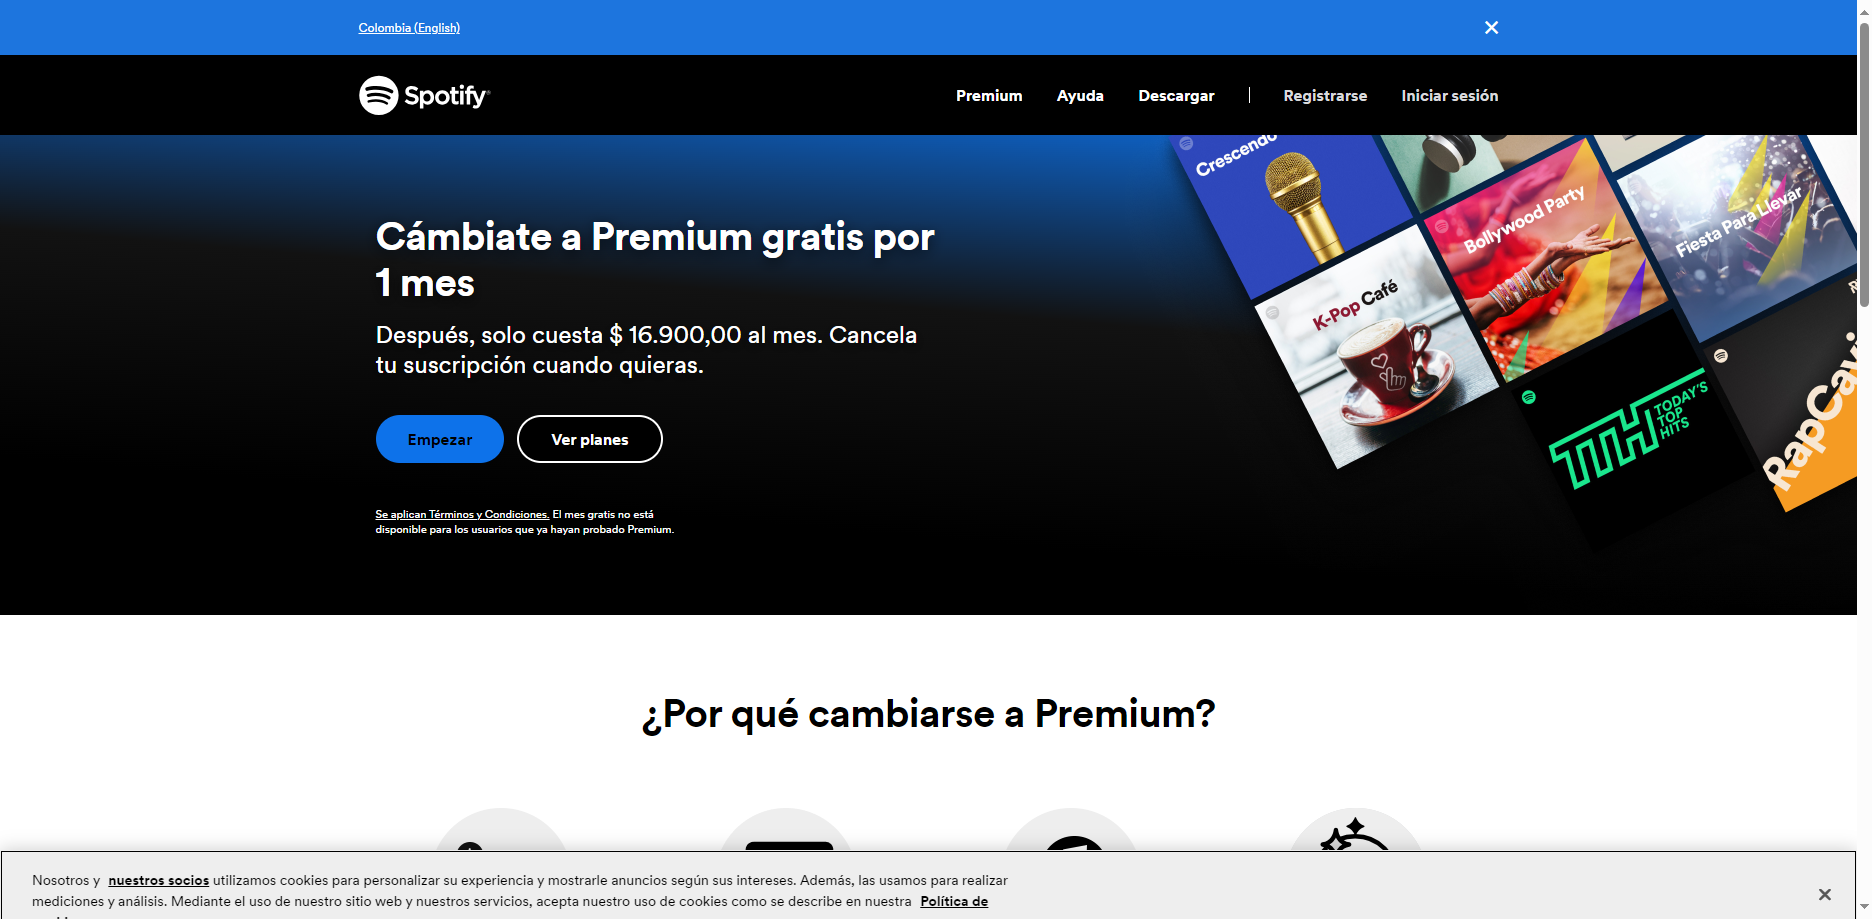 Colombia (English)
Spotify®
Premium
Ayuda
Descargar
Registrarse
Iniciar sesión
Crescendo
Bollywood Party
Fiesta Para Llevar
K-Pop Café
TTH
TODAY'S
TOP
HITS
RapCavi
Cámbiate a Premium gratis por
1 mes
Después, solo cuesta $ 16.900,00 al mes. Cancela
tu suscripción cuando quieras.
Empezar
Ver planes
Se aplican Términos y Condiciones. El mes gratis no está
disponible para los usuarios que ya hayan probado Premium.
¿Por qué cambiarse a Premium?
Nosotros y nuestros socios utilizamos cookies para personalizar su experiencia y mostrarle anuncios según sus intereses. Además, las usamos para realizar
mediciones y análisis. Mediante el uso de nuestro sitio web y nuestros servicios, acepta nuestro uso de cookies como se describe en nuestra Política de